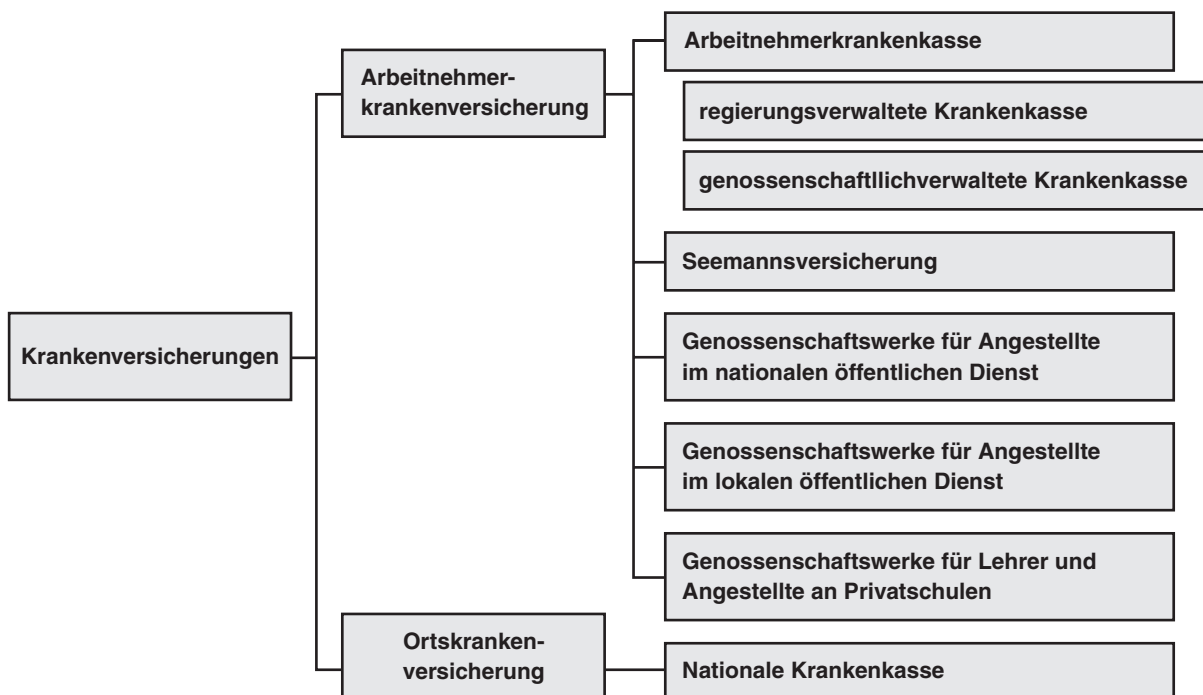 Arbeitnehmerkrankenkasse
Arbeitnehmer-
krankenversicherung
regierungsverwaltete Krankenkasse
genossenschaftllichverwaltete Krankenkasse
Seemannsversicherung
Krankenversicherungen
Genossenschaftswerke für Angestellte
im nationalen öffentlichen Dienst
Genossenschaftswerke für Angestellte
im lokalen öffentlichen Dienst
Genossenschaftswerke für Lehrer und
Angestellte an Privatschulen
Ortskranken-
versicherung
Nationale Krankenkasse